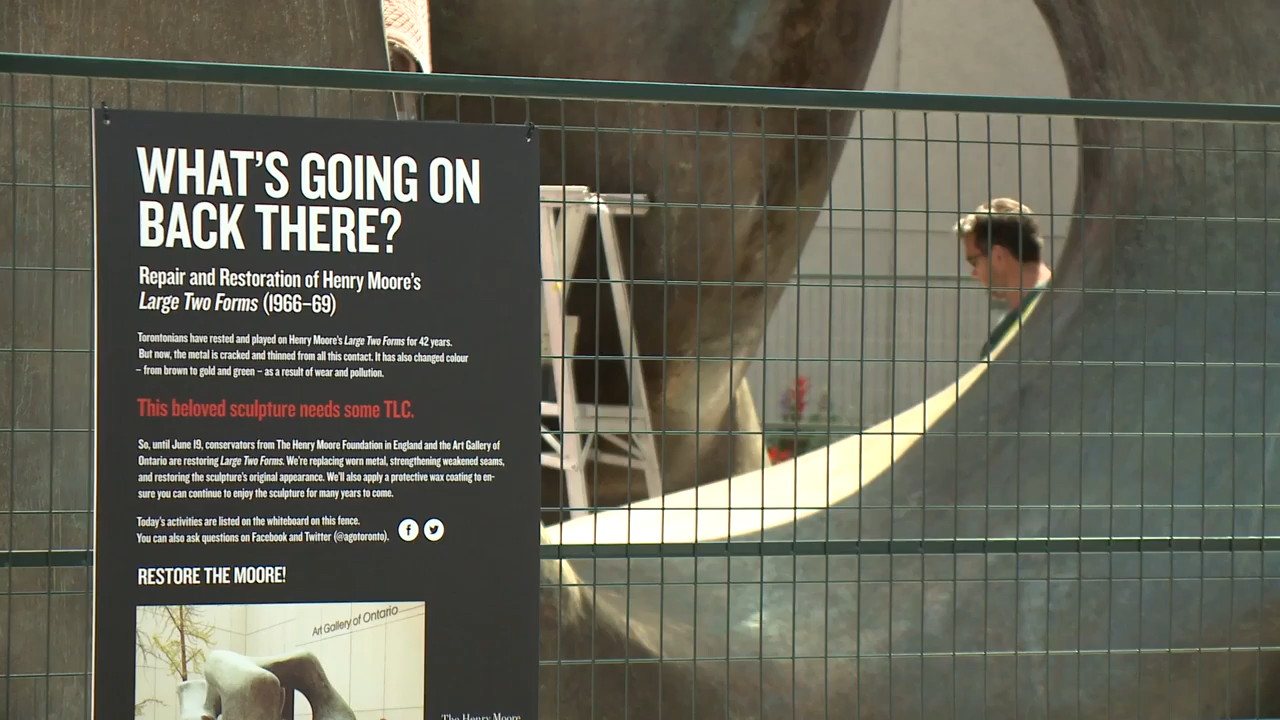 WHAT'S GOING ON
BACK THERE?
Repair and Restoration of Henry Moore's
Large Two Forms (1966–69)
Torontonians have rested and played on Henry Moore's Large Two Forms for 42 years.
But now, the metal is cracked and thinned from all this contact. It has also changed colour
– from brown to gold and green – as a result of wear and pollution.
This beloved sculpture needs some TLC.
So, until June 19, conservators from The Henry Moore Foundation in England and the Art Gallery of
Ontario are restoring Large Two Forms. We're replacing worn metal, strengthening weakened seams,
and restoring the sculpture's original appearance. We'll also apply a protective wax coating to en-
sure you can continue to enjoy the sculpture for many years to come.
Today's activities are listed on the whiteboard on this fence.
You can also ask questions on Facebook and Twitter (@agotoronto).
RESTORE THE MOORE!
Art Gallery of Ontario
The Henry Moore